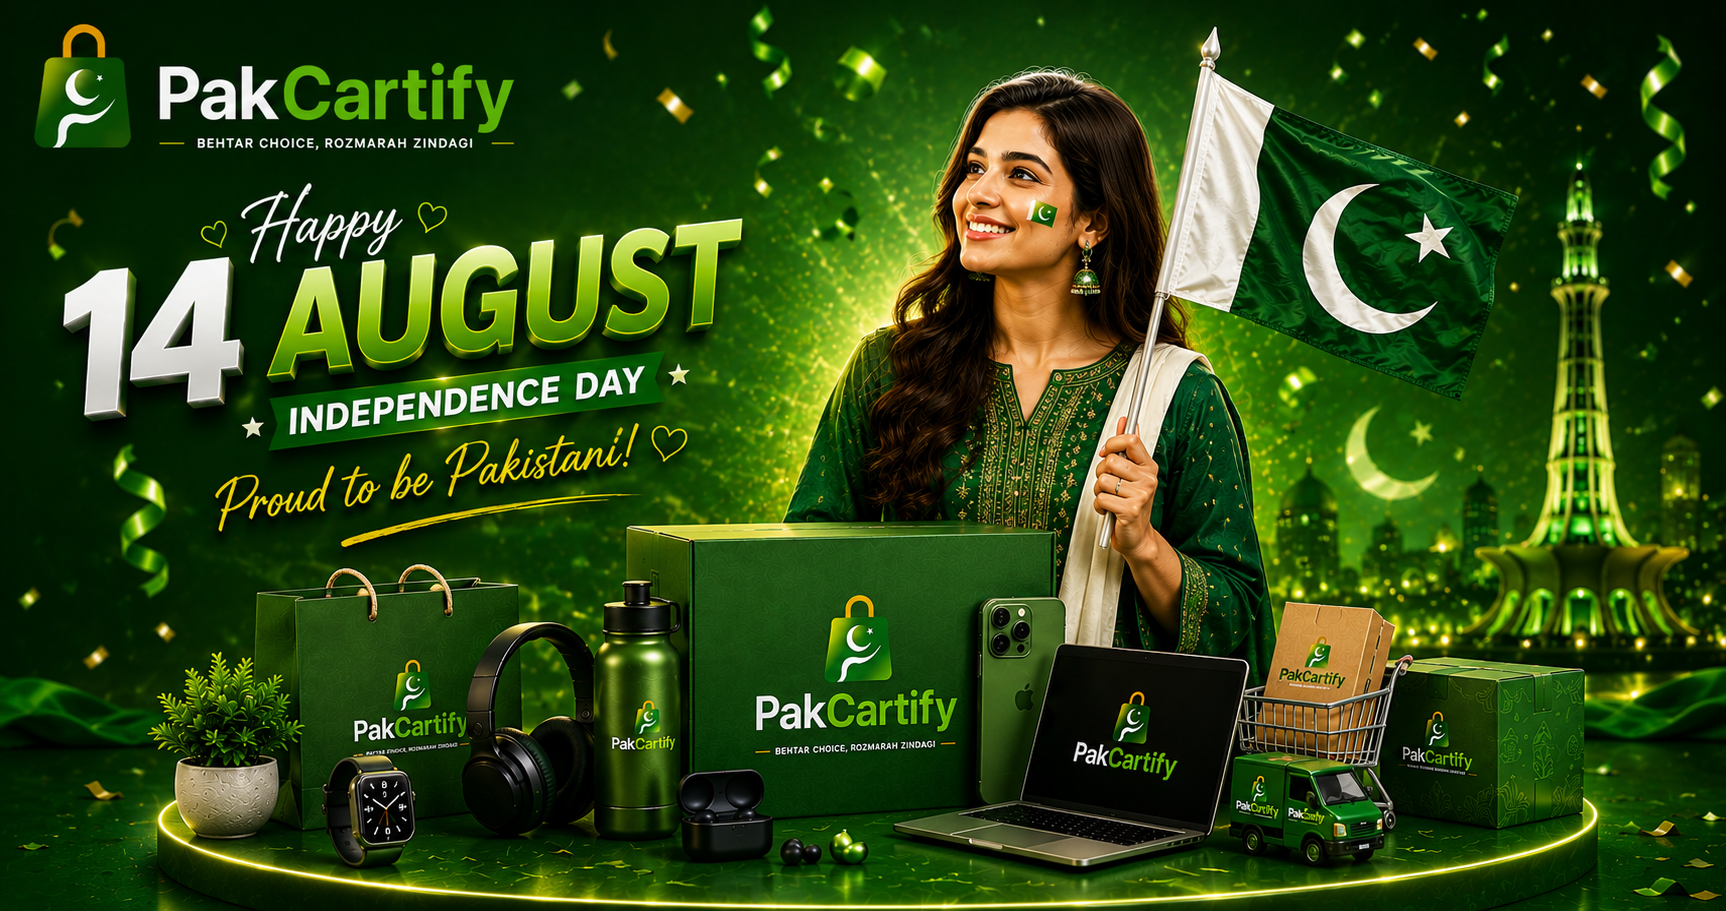 PakCartify
BEHTAR CHOICE, ROZMARAH ZINDAGI
Happy
14 AUGUST
INDEPENDENCE DAY
Proud to be Pakistani!
PakCartify
PakCartify
PakCartify
BEHTAR CHOICE, ROZMARAH ZINDAGI
PakCartify
PakCartify
PakCartify
PakCartify